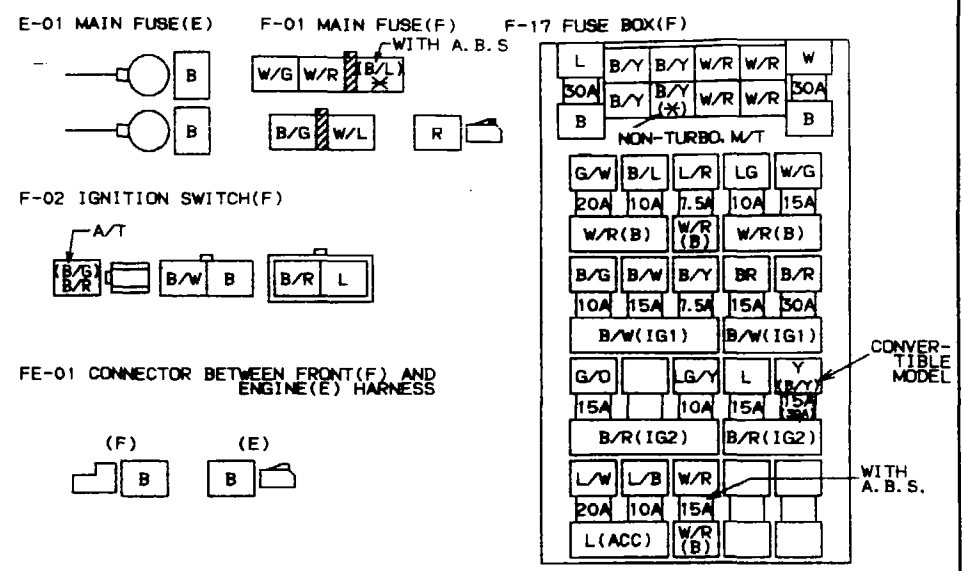 E-01 MAIN FUSE(E)
F-01 MAIN FUSE(F)
F-17 FUSE BOX(F)
WITH A.B.S
B
W/G W/R (B/L)
*
B
B/G W/L
R
L B/Y B/Y W/R W/R W
30A B/Y B/Y (*) W/R W/R 30A
B B
NON-TURBO. M/T
F-02 IGNITION SWITCH(F)
A/T
(B/G)
B/R
B/W B
B/R L
G/W B/L L/R LG W/G
20A 10A 7.5A 10A 15A
W/R(B) W/R (B) W/R(B)
B/G B/W B/Y BR B/R
10A 15A 7.5A 15A 30A
B/W(IG1) B/W(IG1)
CONVER-
TIBLE
MODEL
FE-01 CONNECTOR BETWEEN FRONT(F) AND
ENGINE(E) HARNESS
(F) (E)
B B
G/O LG/Y L Y
(B/Y)
15A 10A 15A 15A
(30A)
B/R(IG2) B/R(IG2)
L/W L/B W/R
WITH
A.B.S.
20A 10A 15A
L(ACC) W/R (B)